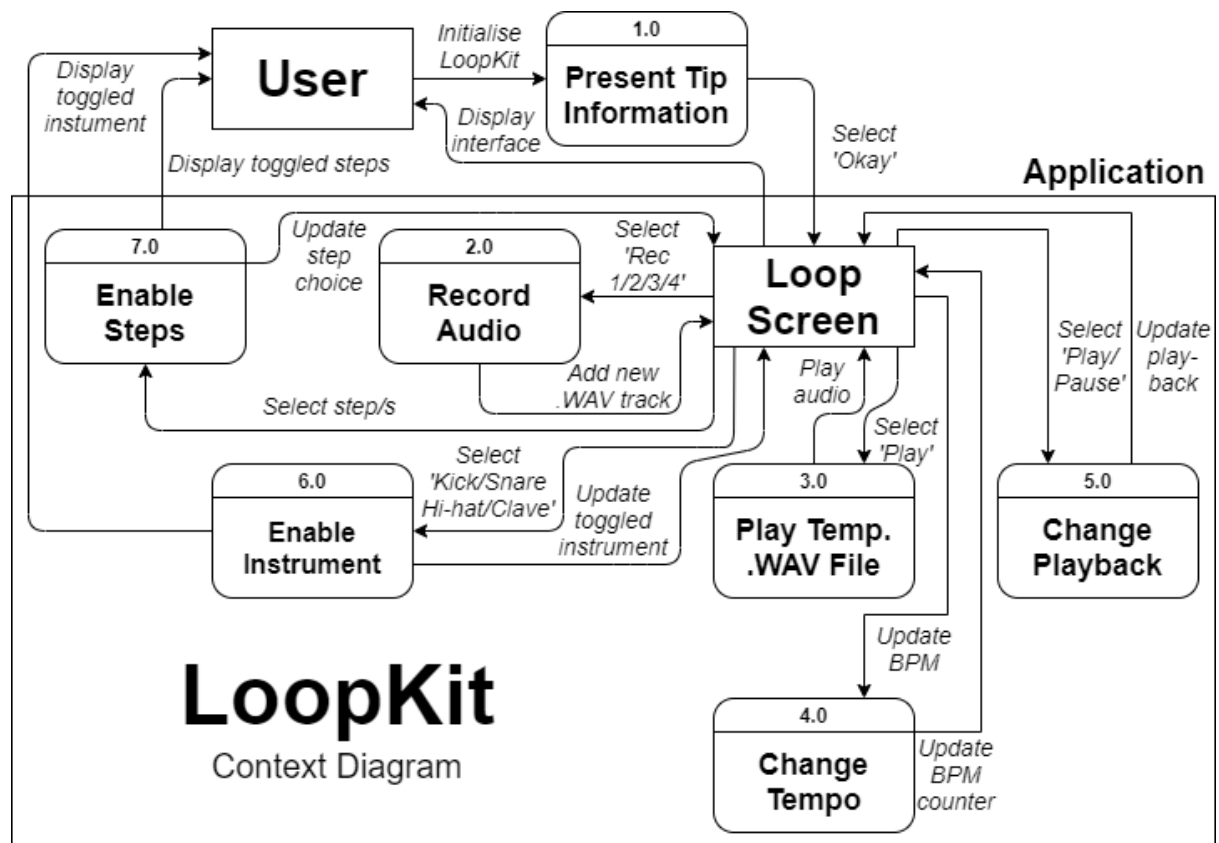 Display
toggled
instument
User
Initialise
LoopKit
1.0
Present Tip
Information
Display
interface
Select
'Okay'
Display toggled steps
Application
7.0
Enable
Steps
Update
step
choice
2.0
Record
Audio
Select
'Rec
1/2/3/4'
Loop
Screen
Add new
.WAV track
Play
audio
Select
'Play/
Pause'
Update
play-
back
Select step/s
Select
'Play'
Select
'Kick/Snare
Hi-hat/Clave'
6.0
Enable
Instrument
Update
toggled
instrument
3.0
Play Temp.
.WAV File
5.0
Change
Playback
Update
BPM
LoopKit
Context Diagram
4.0
Change
Tempo
Update
BPM
counter